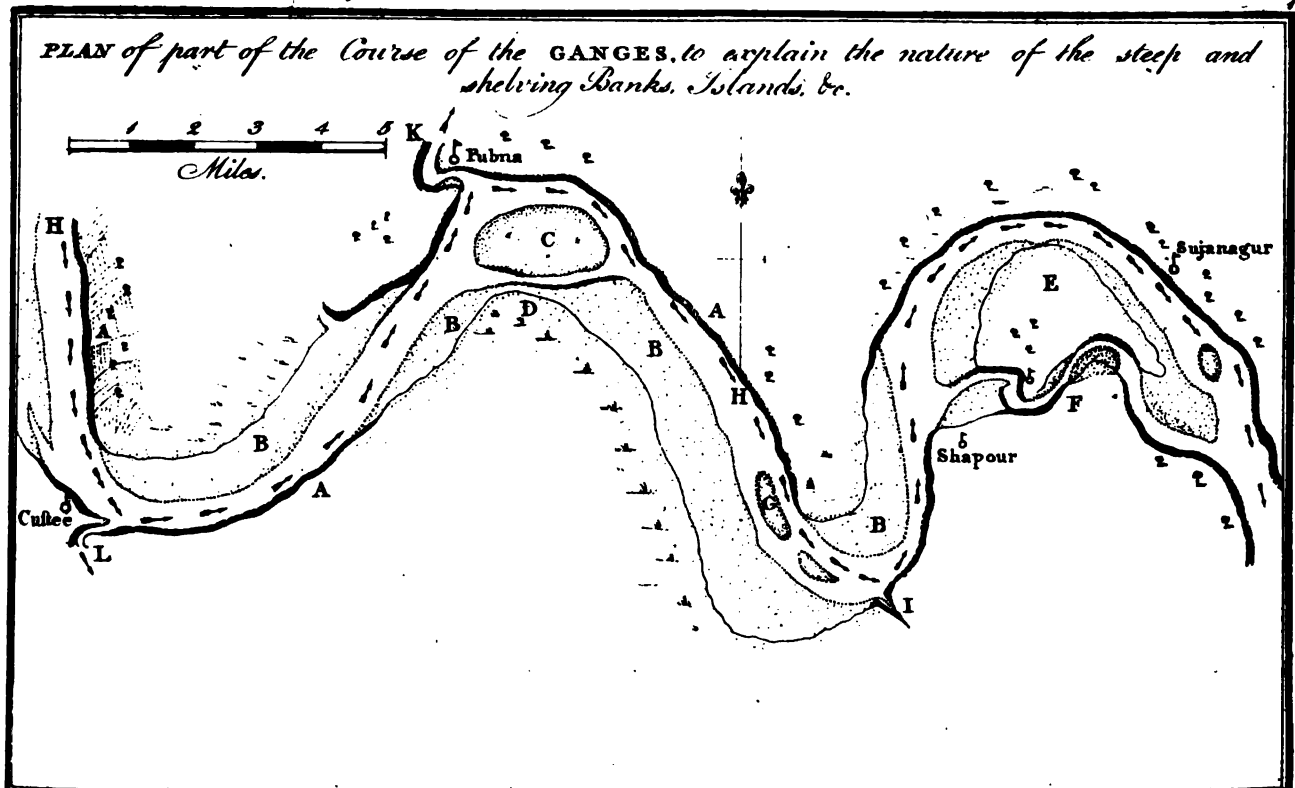 PLAN of part of the Course of the GANGES, to explain the nature of the steep and
shelving Banks, Islands, &c.
1 2 3 4 5
Miles.
K
Pubna
H
C
A
Sujanagur
E
A
B
D
B
H
F
B
A
Shapour
G
B
Cuſtee
L
I